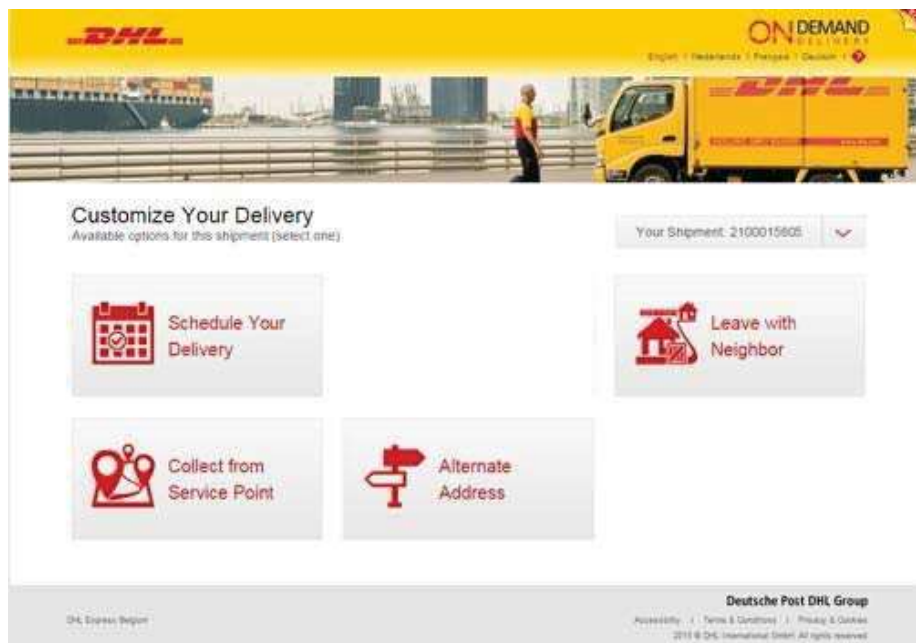 DHL
ON DEMAND
DELIVERY
English | Nederlands | Français | Deutsch | ?
DHL
Customize Your Delivery
Available options for this shipment (select one)
Your Shipment: 2100015605
Schedule Your
Delivery
Leave with
Neighbor
Collect from
Service Point
Alternate
Address
Deutsche Post DHL Group
DHL Express Belgium
Accessibility | Terms & Conditions | Privacy & Cookies
2015 © DHL International GmbH. All rights reserved